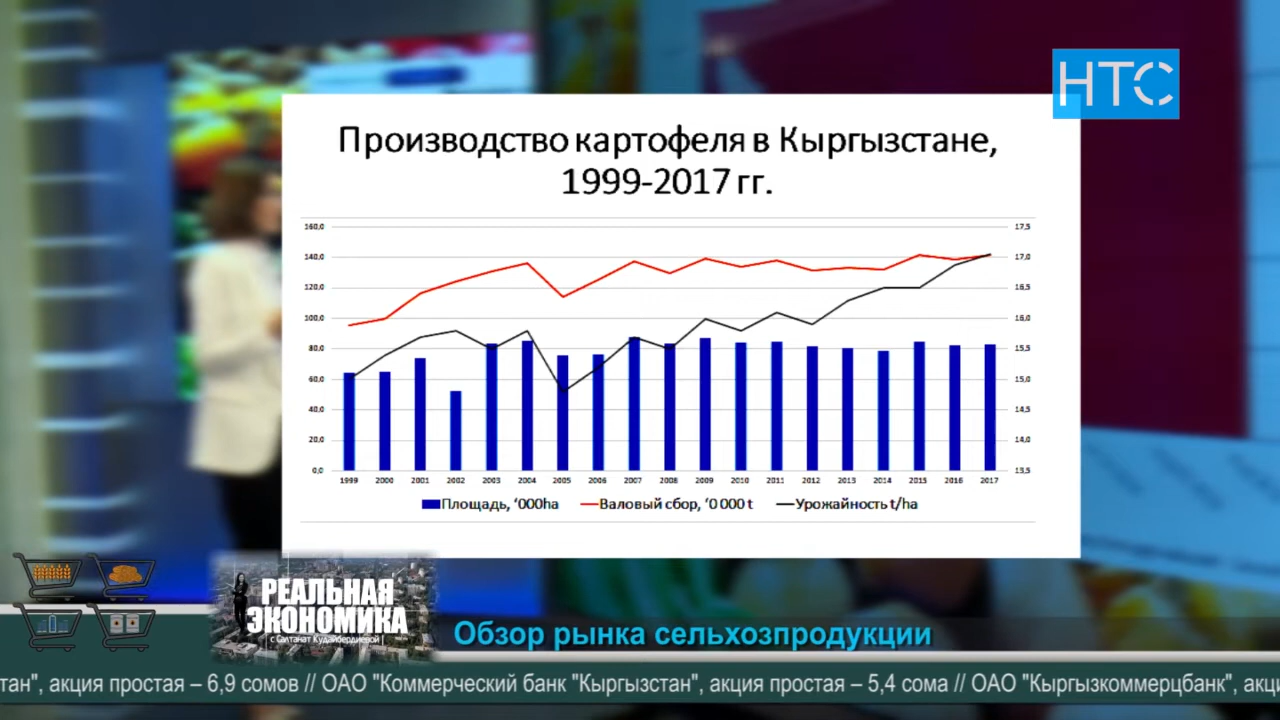 НТС
Производство картофеля в Кыргызстане,
1999-2017 гг.
160,0
140,0
120,0
100,0
80,0
60,0
40,0
20,0
0,0
17,5
17,0
16,5
16,0
15,5
15,0
14,5
14,0
13,5
1999 2000 2001 2002 2003 2004 2005 2006 2007 2008 2009 2010 2011 2012 2013 2014 2015 2016 2017
Площадь, ‘000ha Валовый сбор, ‘0 000 t Урожайность t/ha
РЕАЛЬНАЯ
ЭКОНОМИКА
с Салтанат Кудайбердиевой
Обзор рынка сельхозпродукции
тан", акция простая – 6,9 сомов // ОАО "Коммерческий банк "Кыргызстан", акция простая – 5,4 сома // ОАО "Кыргызкоммерцбанк", акци